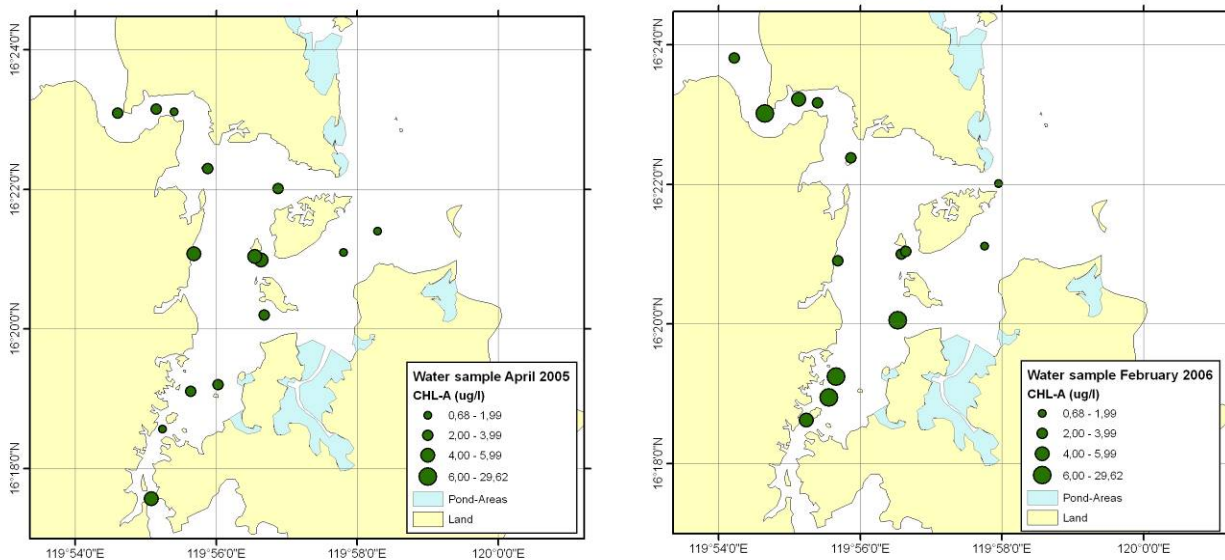 16°24'0"N
16°22'0"N
16°20'0"N
16°18'0"N
119°54'0"E
119°56'0"E
119°58'0"E
120°0'0"E
Water sample April 2005
CHL-A (ug/l)
0,68 - 1,99
2,00 - 3,99
4,00 - 5,99
6,00 - 29,62
Pond-Areas
Land
16°24'0"N
16°22'0"N
16°20'0"N
16°18'0"N
119°54'0"E
119°56'0"E
119°58'0"E
120°0'0"E
Water sample February 2006
CHL-A (ug/l)
0,68 - 1,99
2,00 - 3,99
4,00 - 5,99
6,00 - 29,62
Pond-Areas
Land